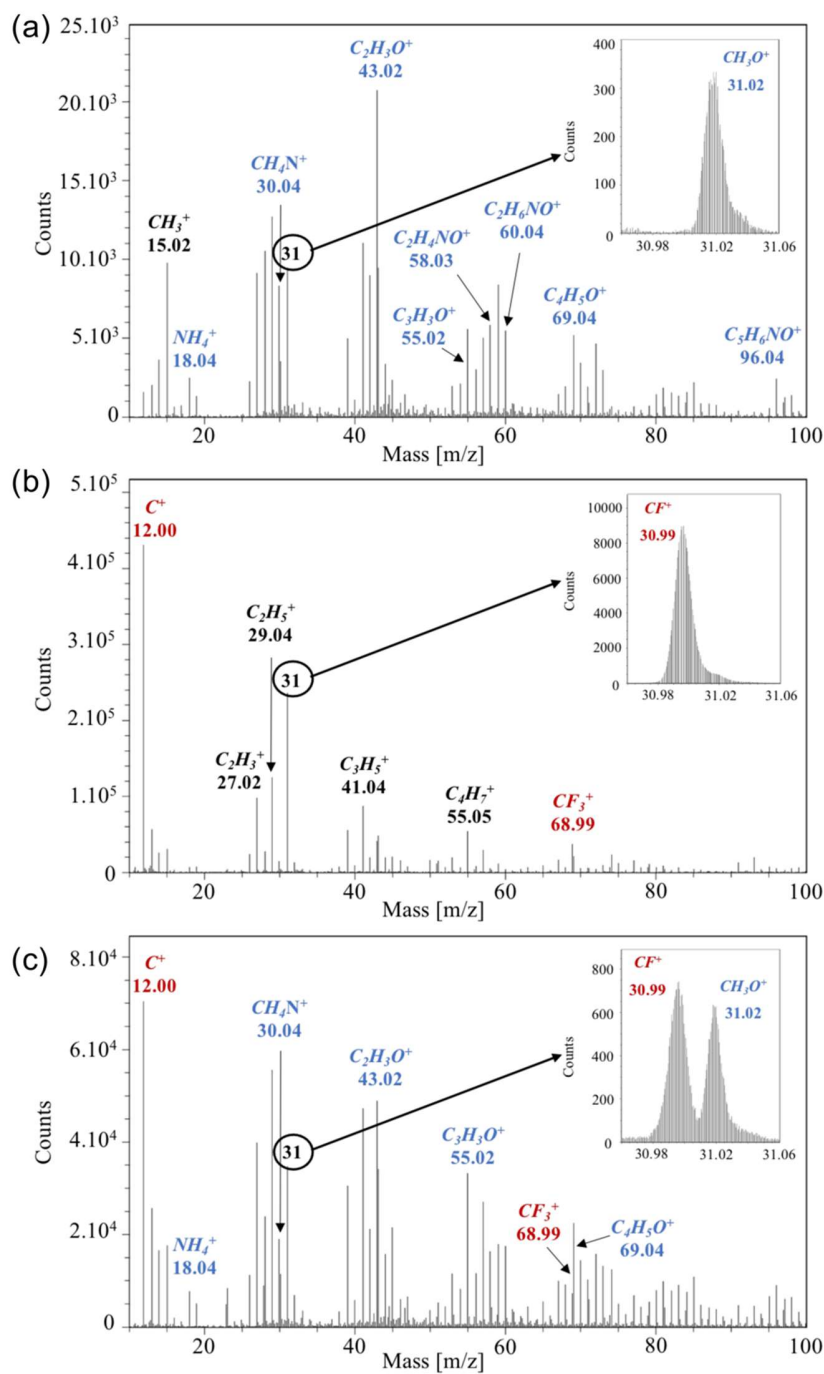 (a)
25.10³
20.10³
15.10³
10.10³
5.10³
0
Counts
CH₃⁺
15.02
NH₄⁺
18.04
CH₄N⁺
30.04
31
C₂H₃O⁺
43.02
C₃H₃O⁺
55.02
C₂H₄NO⁺
58.03
C₂H₆NO⁺
60.04
C₄H₅O⁺
69.04
C₅H₆NO⁺
96.04
400
300
200
100
0
Counts
CH₃O⁺
31.02
30.98 31.02 31.06
20 40 60 80 100
Mass [m/z]
(b)
5.10⁵
4.10⁵
3.10⁵
2.10⁵
1.10⁵
0
Counts
C⁺
12.00
C₂H₅⁺
29.04
31
C₂H₃⁺
27.02
C₃H₅⁺
41.04
C₄H₇⁺
55.05
CF₃⁺
68.99
10000
8000
6000
4000
2000
0
Counts
CF⁺
30.99
30.98 31.02 31.06
20 40 60 80 100
Mass [m/z]
(c)
8.10⁴
6.10⁴
4.10⁴
2.10⁴
0
Counts
C⁺
12.00
NH₄⁺
18.04
CH₄N⁺
30.04
31
C₂H₃O⁺
43.02
C₃H₃O⁺
55.02
CF₃⁺
68.99
C₄H₅O⁺
69.04
800
600
400
200
0
Counts
CF⁺
30.99
CH₃O⁺
31.02
30.98 31.02 31.06
20 40 60 80 100
Mass [m/z]